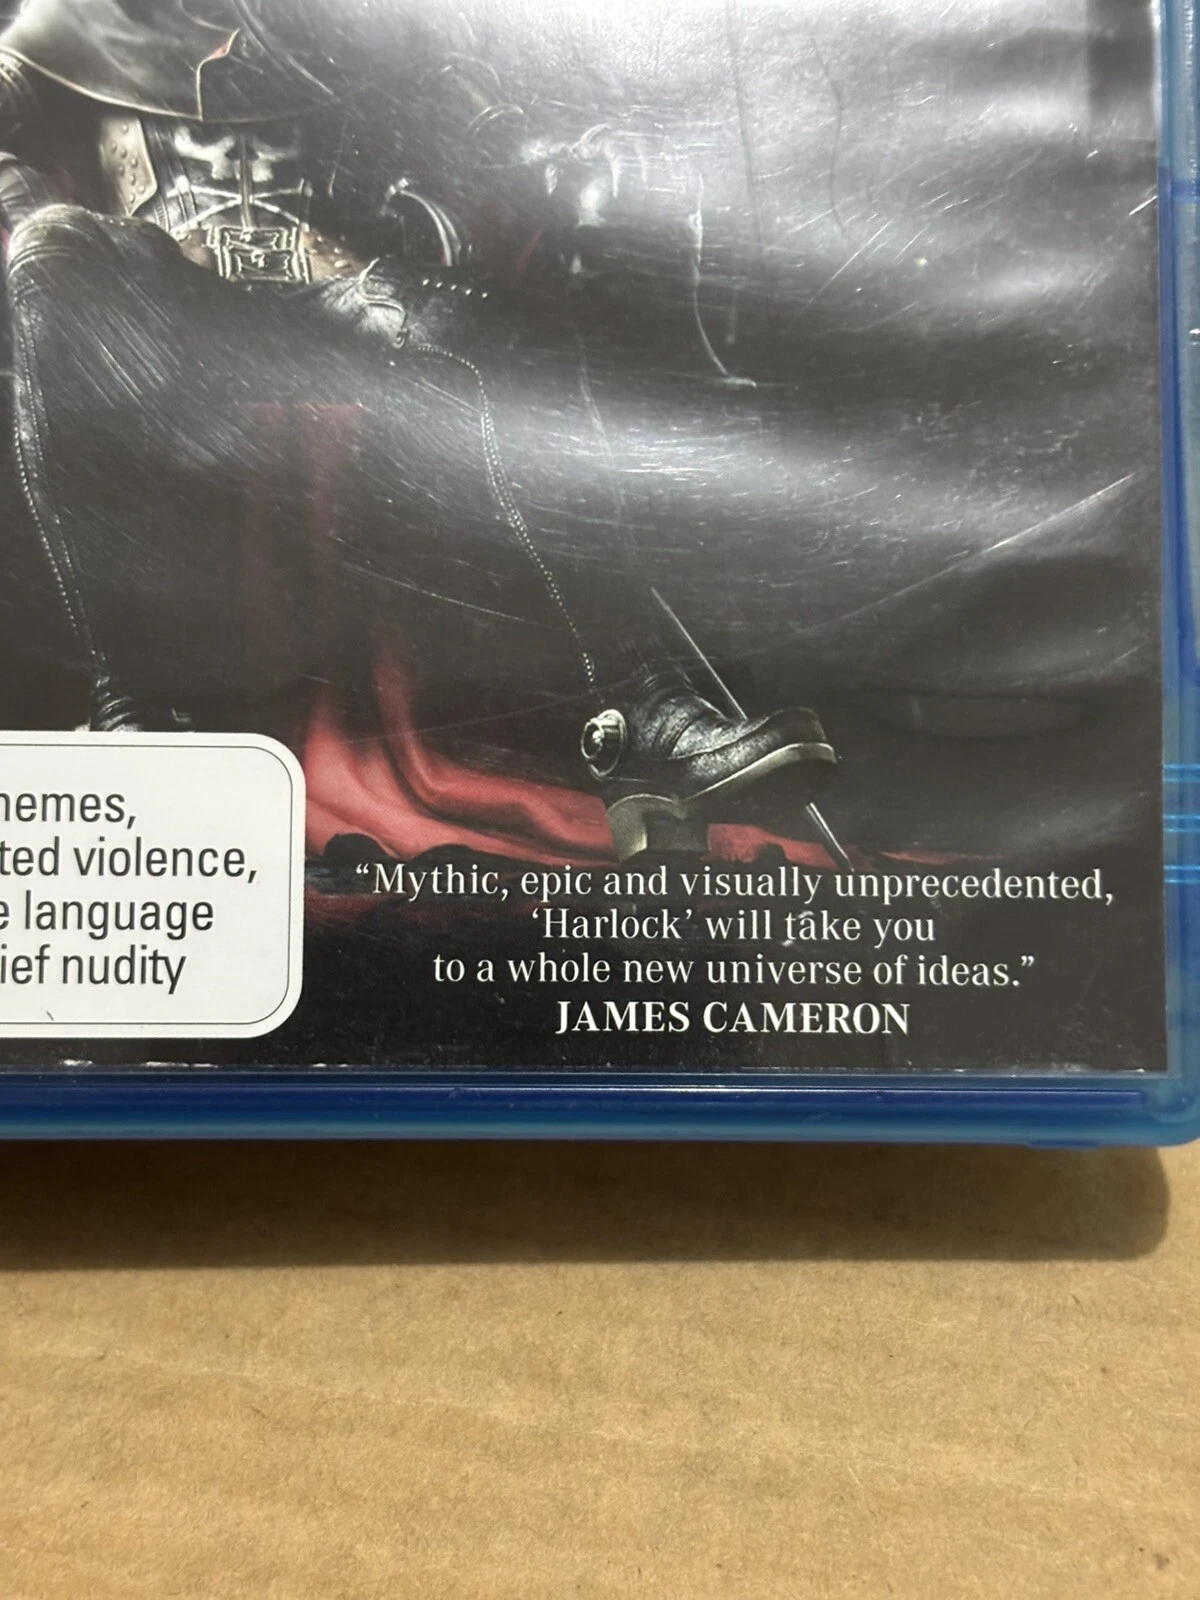 hemes,
ted violence,
e language
ief nudity
“Mythic, epic and visually unprecedented,
‘Harlock’ will take you
to a whole new universe of ideas.”
JAMES CAMERON